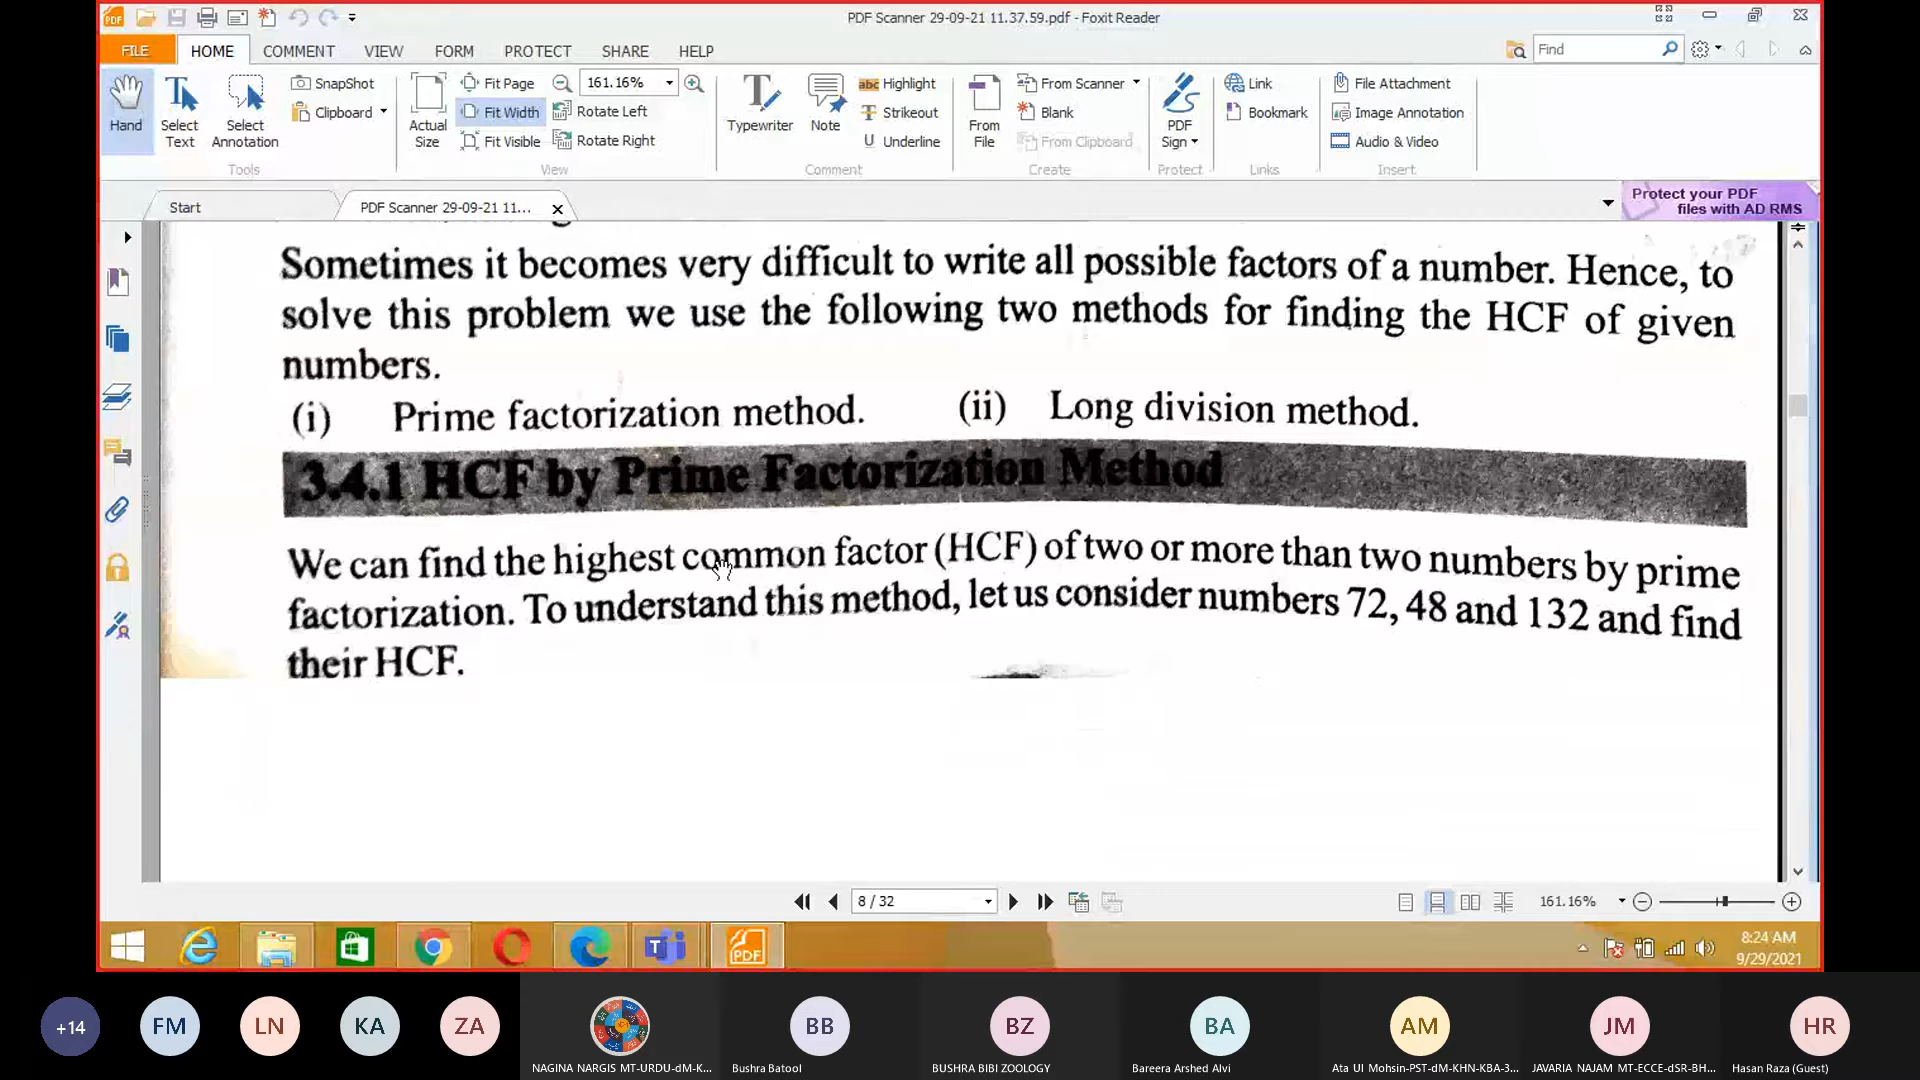 PDF Scanner 29-09-21 11.37.59.pdf - Foxit Reader
FILE HOME COMMENT VIEW FORM PROTECT SHARE HELP Find
Hand Select Text Select Annotation SnapShot Clipboard
Tools
Actual Size Fit Page Fit Width Fit Visible 161.16% Rotate Left Rotate Right
View
Typewriter Note Highlight Strikeout Underline
Comment
From File From Scanner Blank From Clipboard
Create
PDF Sign
Protect
Link Bookmark
Links
File Attachment Image Annotation Audio & Video
Insert
Start PDF Scanner 29-09-21 11...
Protect your PDF
files with AD RMS
Sometimes it becomes very difficult to write all possible factors of a number. Hence, to
solve this problem we use the following two methods for finding the HCF of given
numbers.
(i) Prime factorization method. (ii) Long division method.
3.4.1 HCF by Prime Factorization Method
We can find the highest common factor (HCF) of two or more than two numbers by prime
factorization. To understand this method, let us consider numbers 72, 48 and 132 and find
their HCF.
8 / 32 161.16%
8:24 AM
9/29/2021
+14 FM LN KA ZA BB BZ BA AM JM HR
NAGINA NARGIS MT-URDU-dM-K... Bushra Batool BUSHRA BIBI ZOOLOGY Bareera Arshed Alvi Ata Ul Mohsin-PST-dM-KHN-KBA-3... JAVARIA NAJAM MT-ECCE-dSR-BH... Hasan Raza (Guest)